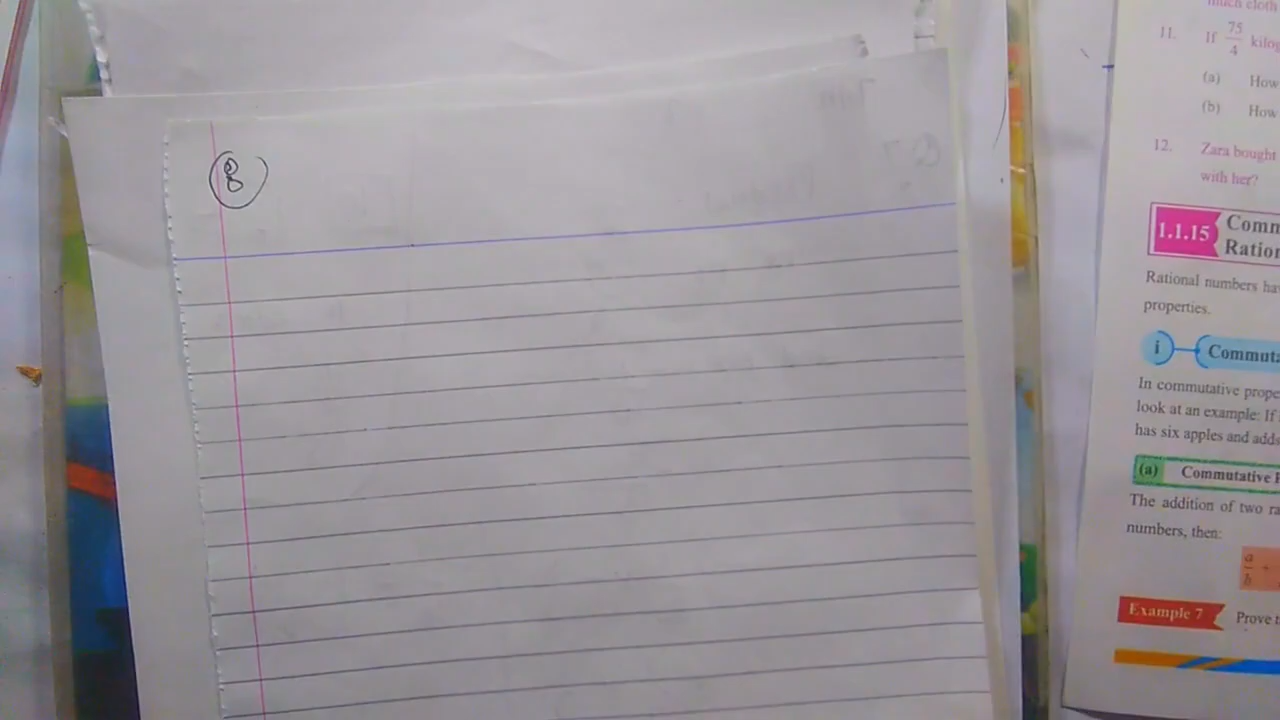 8
much cloth
11. If 75/4 kilog
(a) How
(b) How
12. Zara bought
with her?
1.1.15 Comm
Ration
Rational numbers ha
properties.
i Commuta
In commutative prope
look at an example: If
has six apples and adds
(a) Commutative P
The addition of two ra
numbers, then:
a/b +
Example 7 Prove t